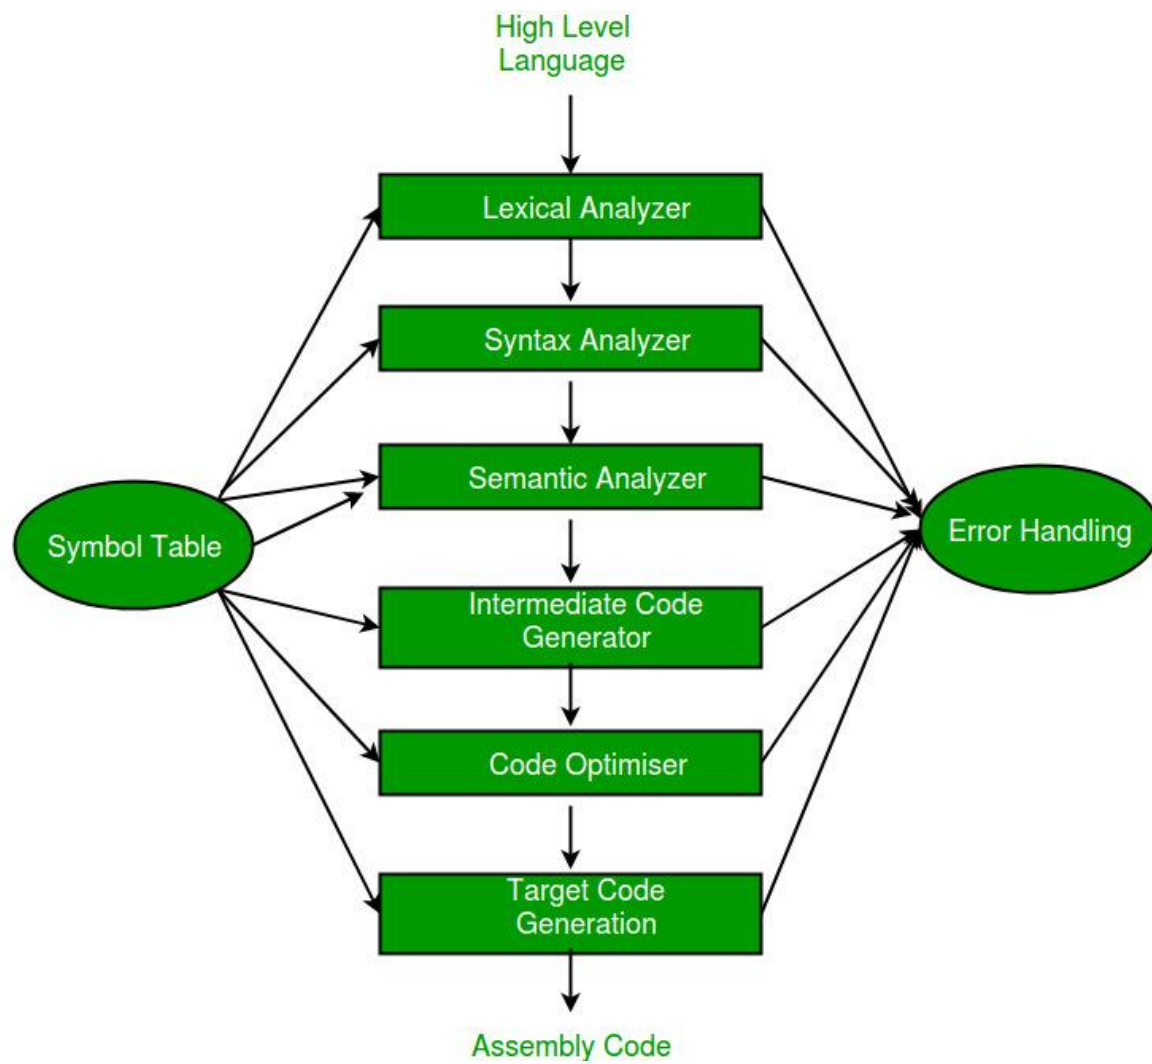 High Level
Language
Lexical Analyzer
Syntax Analyzer
Semantic Analyzer
Symbol Table
Error Handling
Intermediate Code
Generator
Code Optimiser
Target Code
Generation
Assembly Code